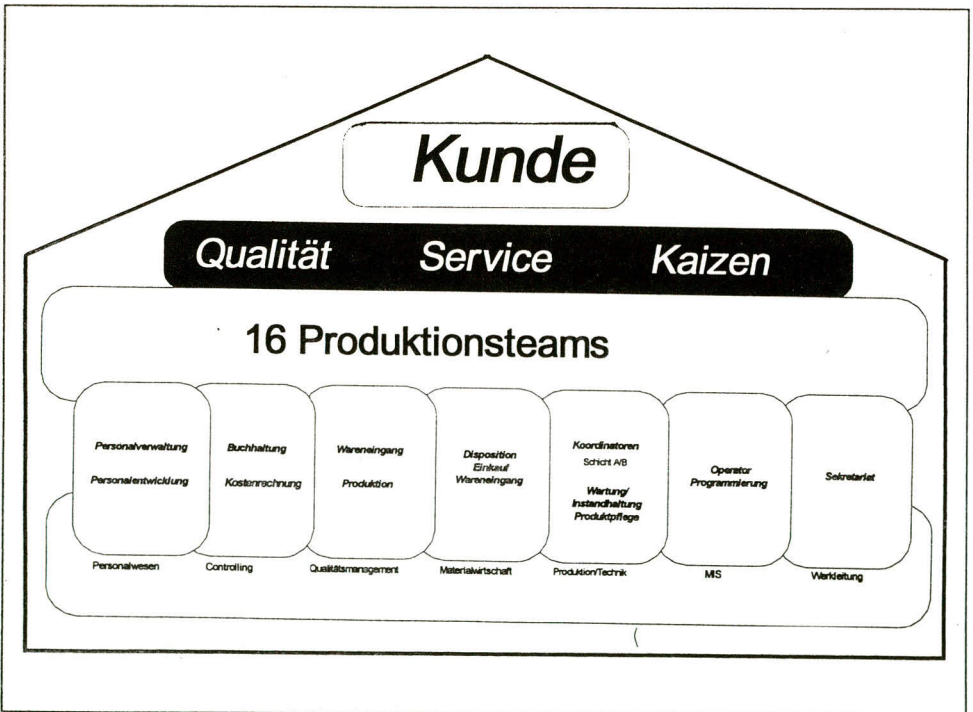 Kunde
Qualität Service Kaizen
16 Produktionsteams
Personalverwaltung
Personalentwicklung
Buchhaltung
Kostenrechnung
Wareneingang
Produktion
Disposition
Einkauf
Wareneingang
Koordinatoren
Schicht A/B
Wartung/
Instandhaltung
Produktpflege
Operator
Programmierung
Sekretariat
Personalwesen
Controlling
Qualitätsmanagement
Materialwirtschaft
Produktion/Technik
MIS
Werkleitung